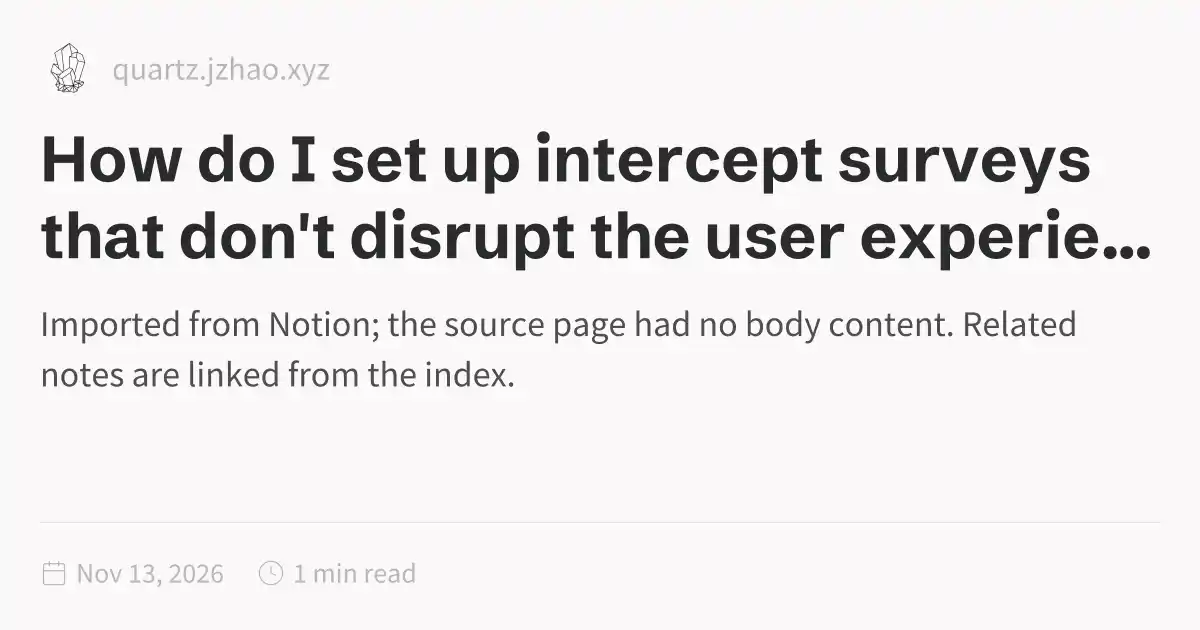 quartz.jzhao.xyz
How do I set up intercept surveys
that don't disrupt the user experie...
Imported from Notion; the source page had no body content. Related
notes are linked from the index.
Nov 13, 2026 1 min read